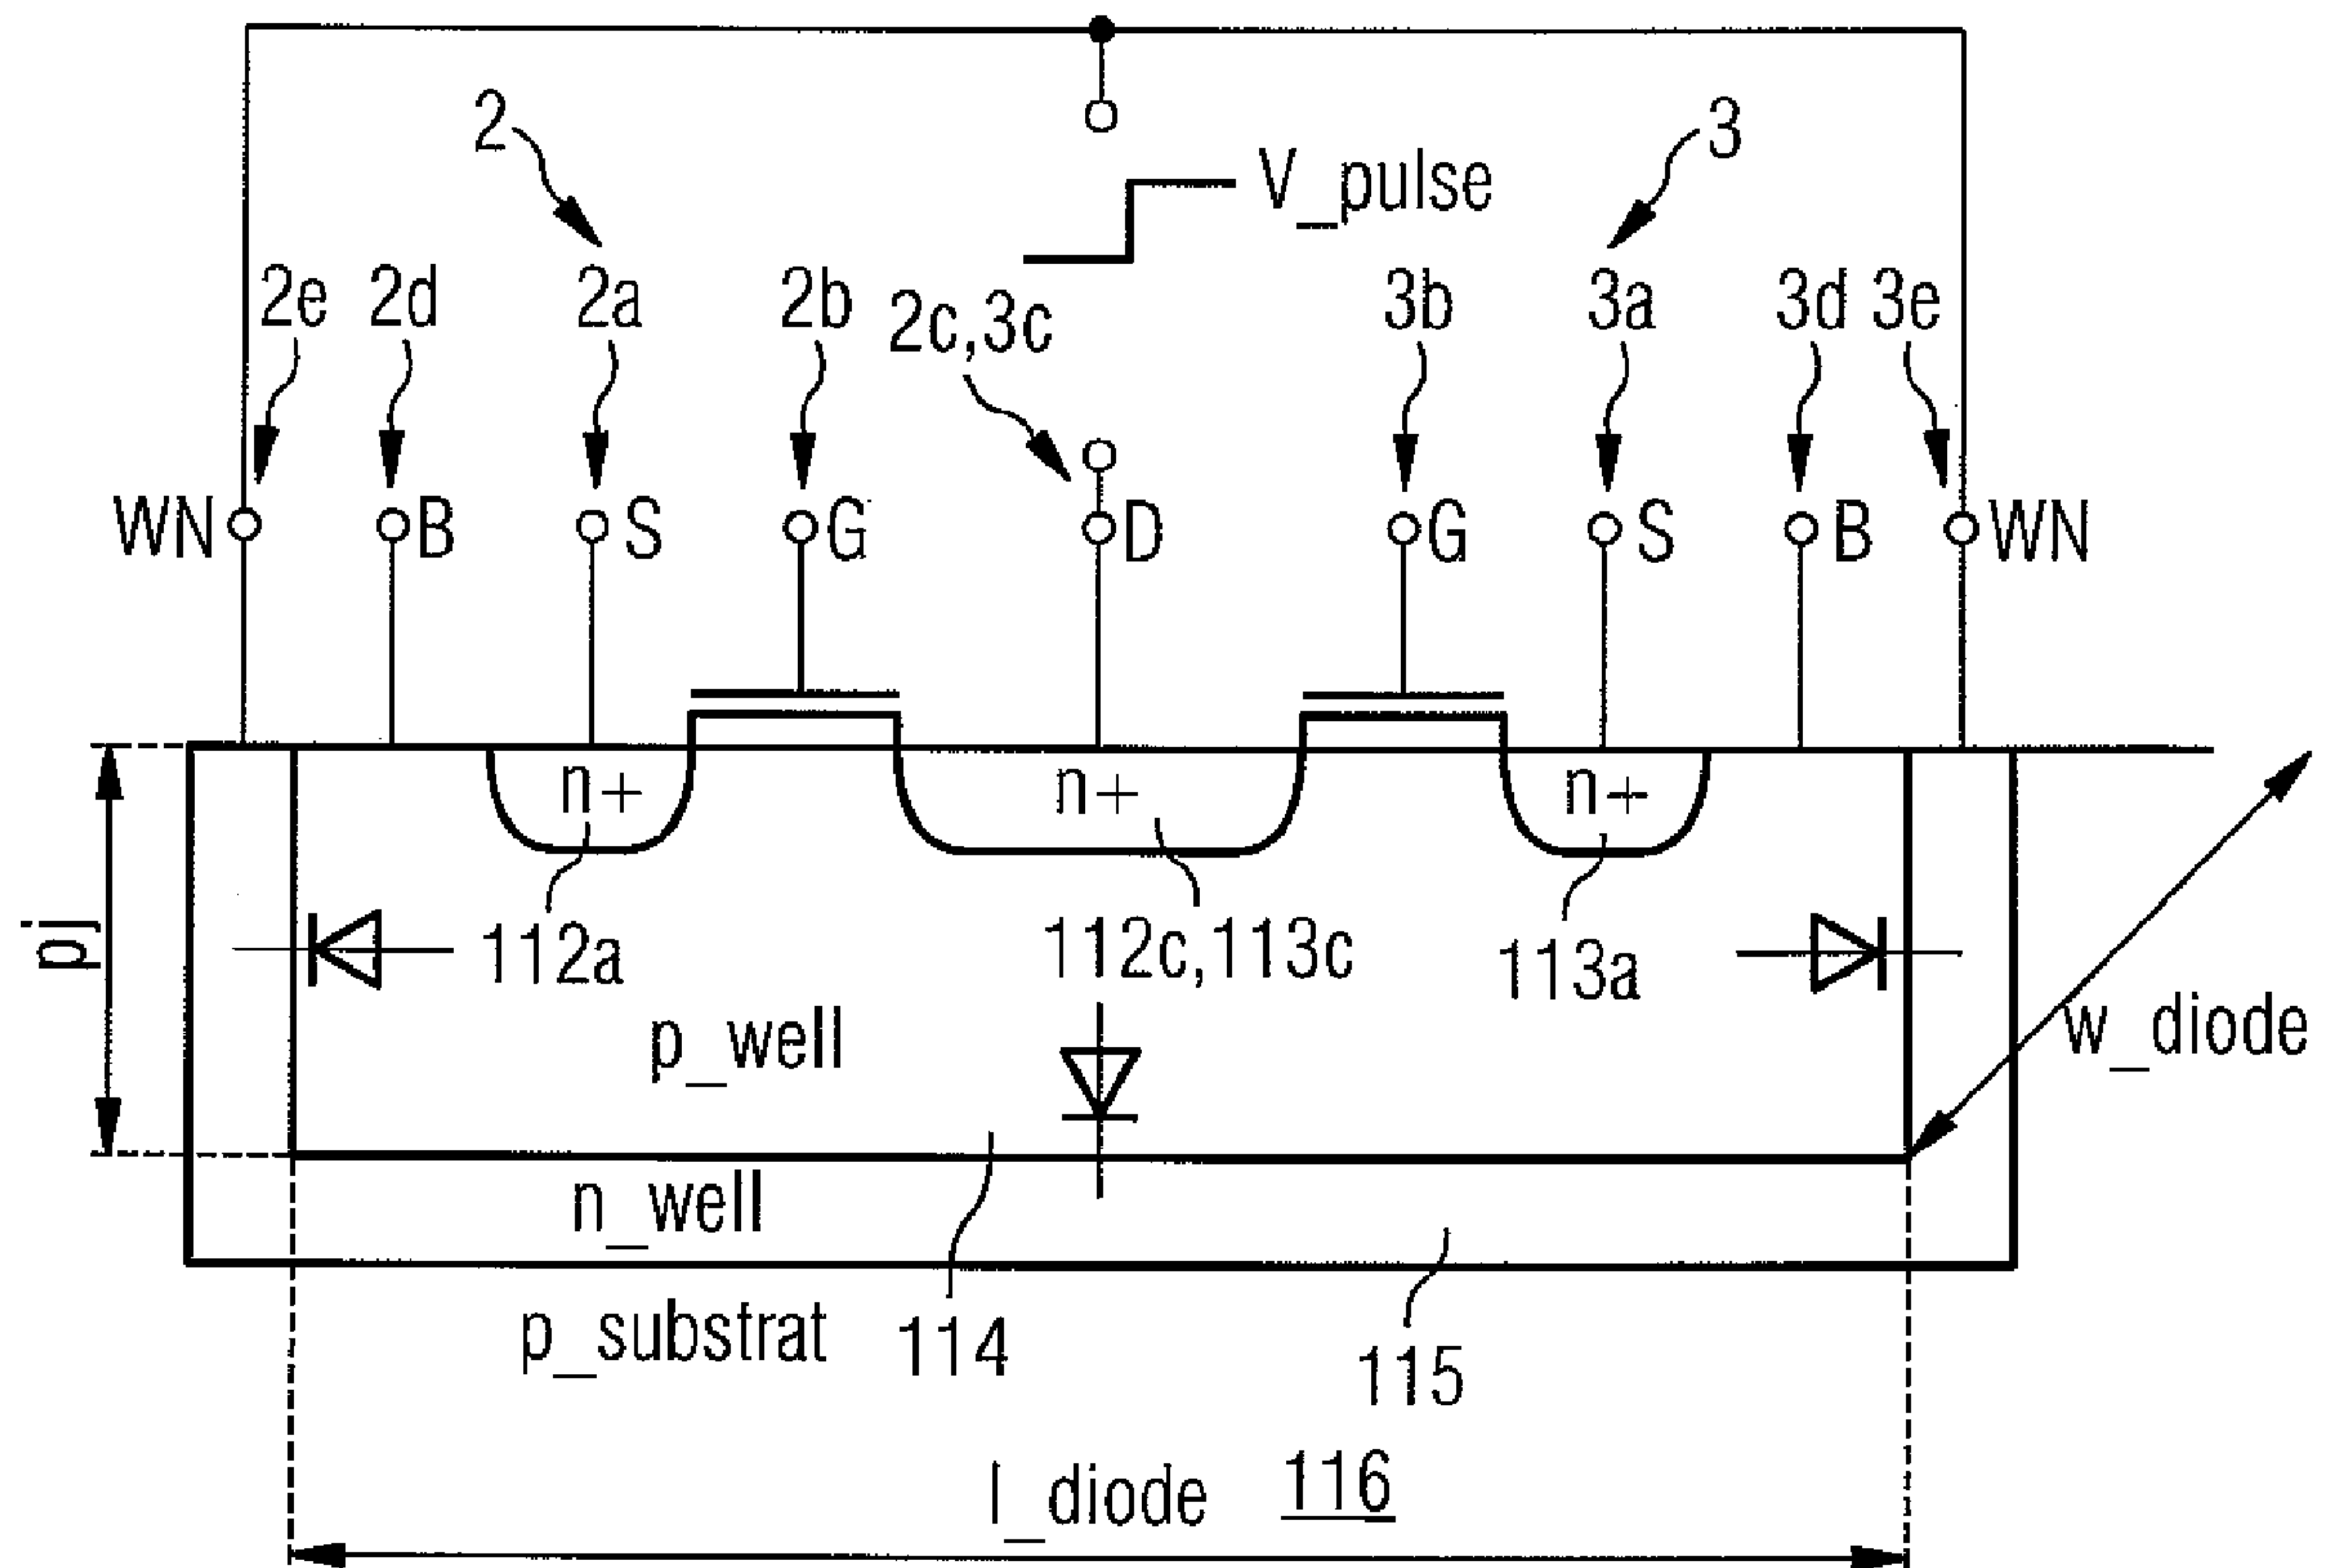 2
3
V_pulse
2e
2d
2a
2b
2c,3c
3b
3a
3d
3e
WN
B
S
G
D
G
S
B
WN
n+
n+
n+
pj
112a
112c,113c
113a
p_well
w_diode
n_well
p_substrat
114
115
l_diode
116